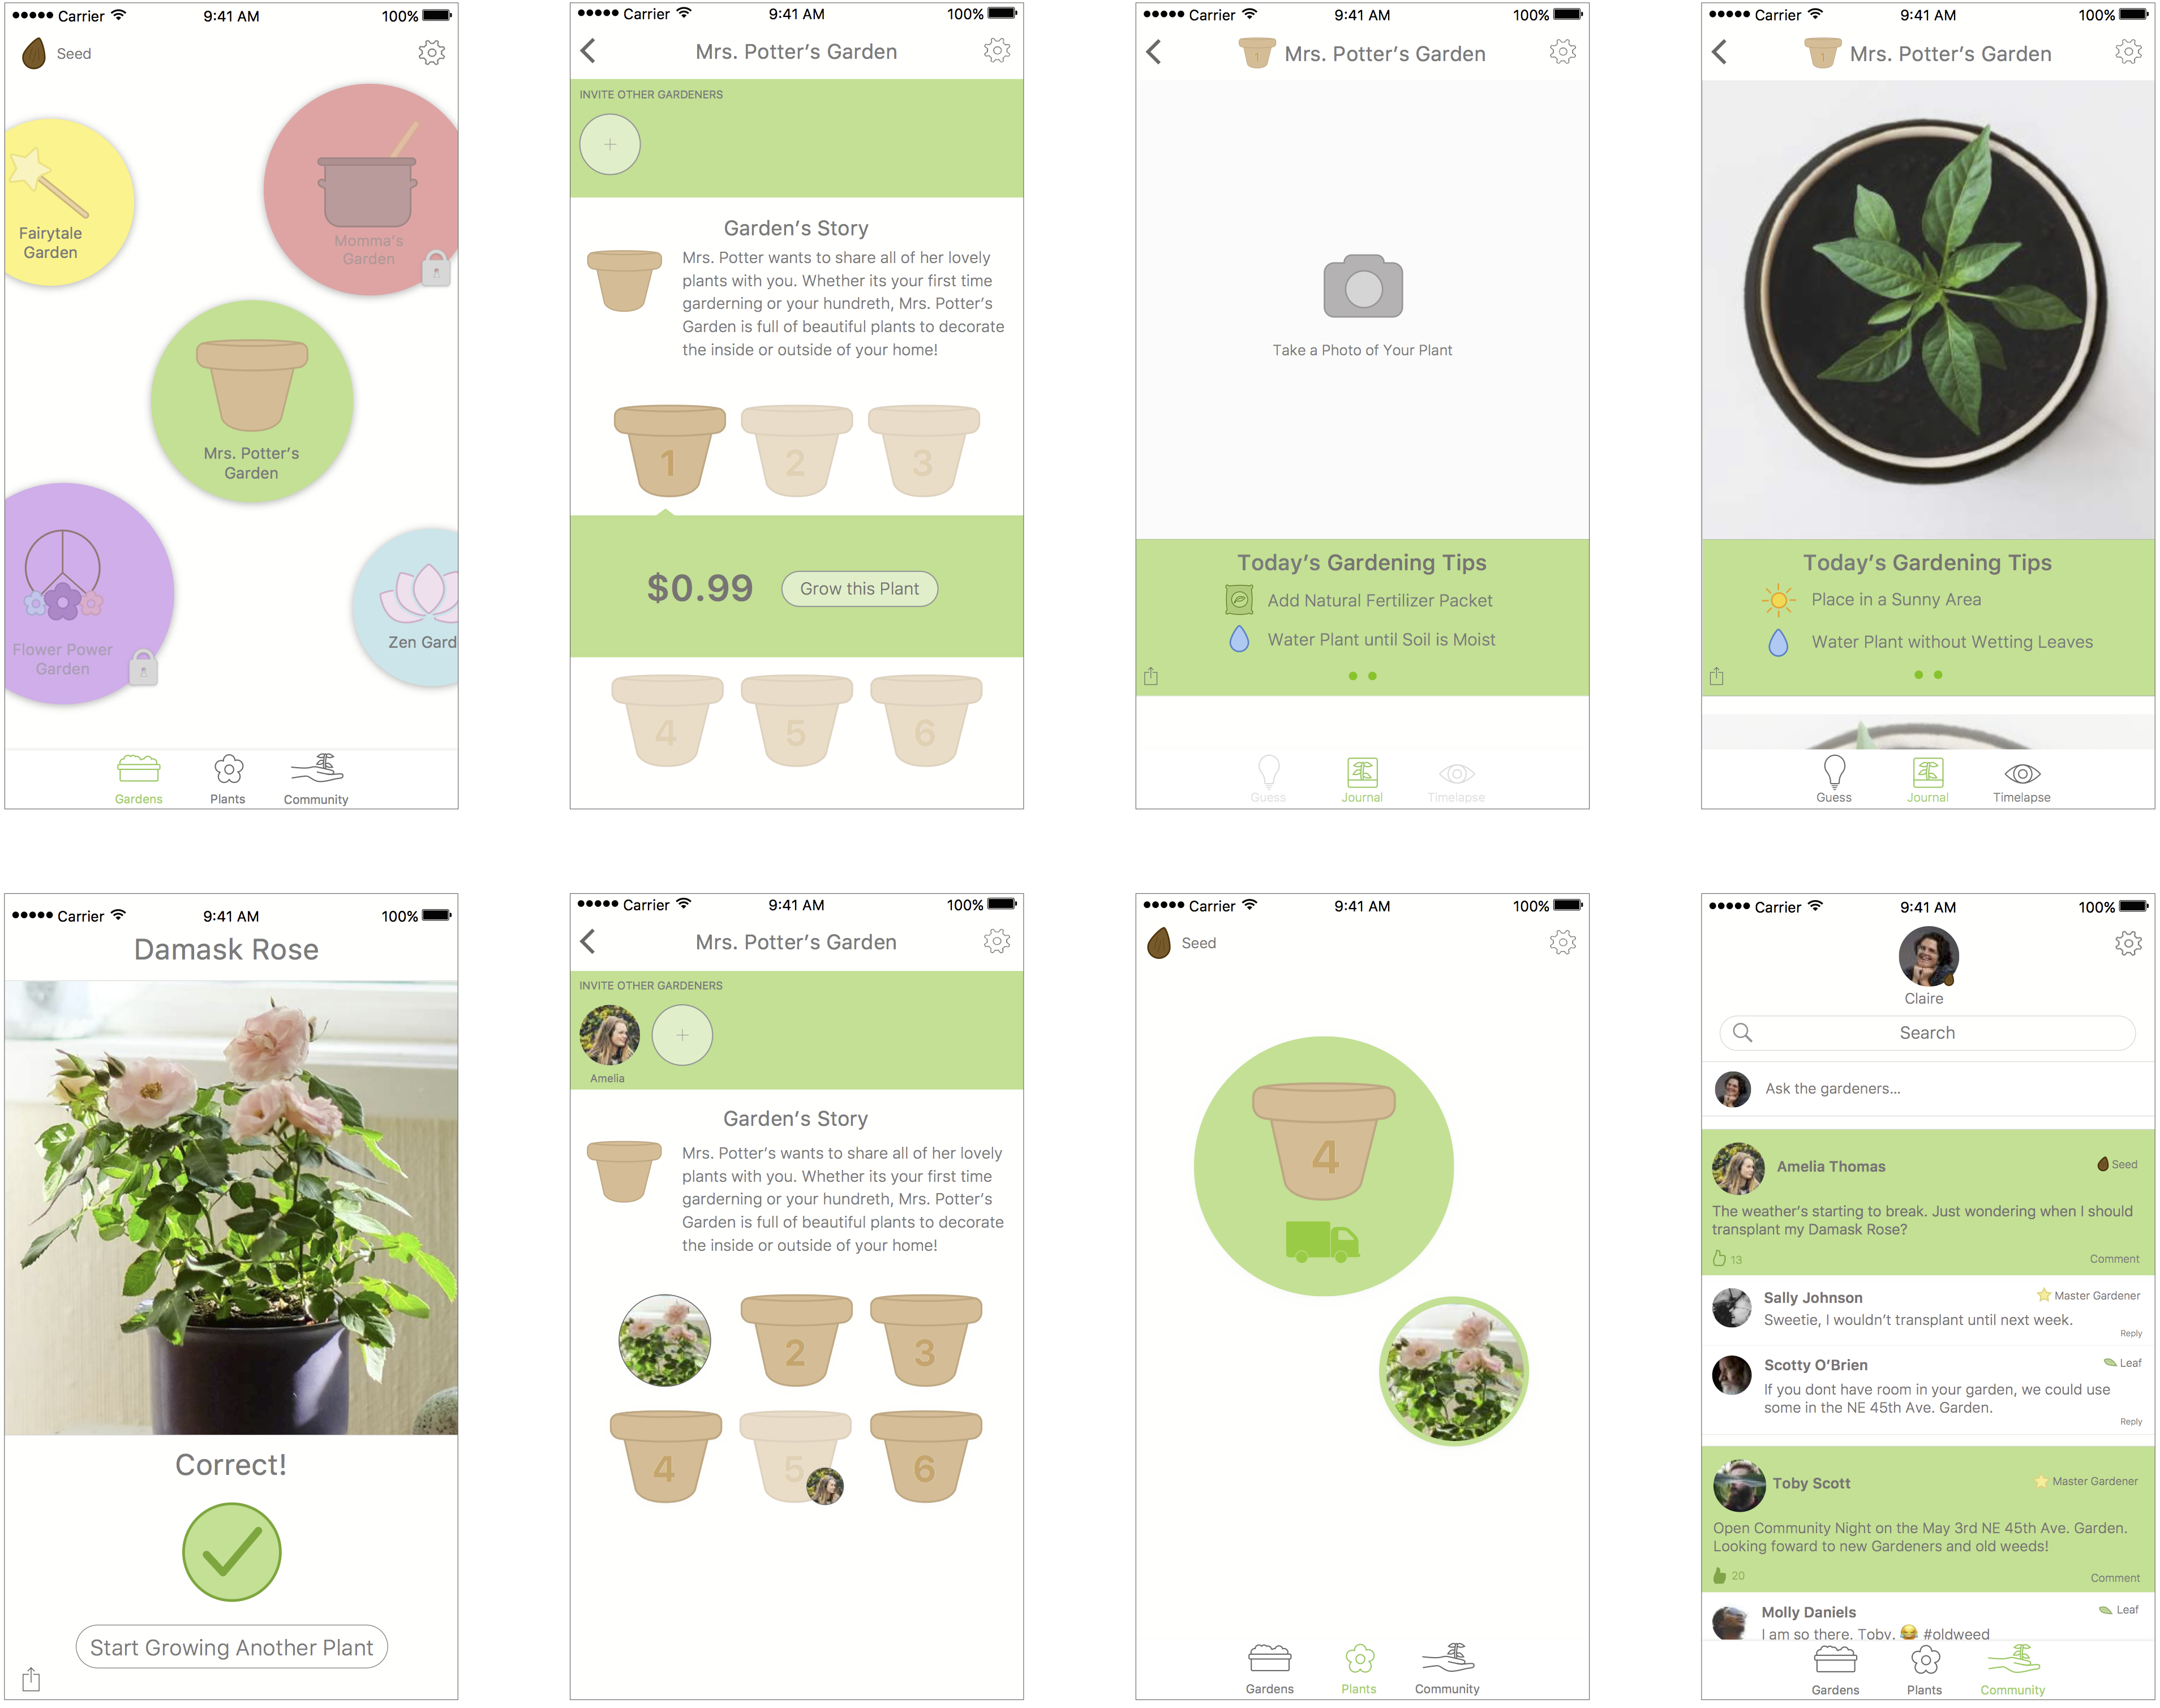 Carrier 9:41 AM 100%
Seed
Fairytale
Garden
Momma's
Garden
Mrs. Potter's
Garden
Flower Power
Garden
Zen Gard
Gardens Plants Community
Carrier 9:41 AM 100%
Mrs. Potter's Garden
INVITE OTHER GARDENERS
+
Garden's Story
Mrs. Potter wants to share all of her lovely
plants with you. Whether its your first time
garderning or your hundreth, Mrs. Potter's
Garden is full of beautiful plants to decorate
the inside or outside of your home!
1 2 3
$0.99 Grow this Plant
4 5 6
Carrier 9:41 AM 100%
1 Mrs. Potter's Garden
Take a Photo of Your Plant
Today's Gardening Tips
Add Natural Fertilizer Packet
Water Plant until Soil is Moist
Guess Journal Timelapse
Carrier 9:41 AM 100%
1 Mrs. Potter's Garden
Today's Gardening Tips
Place in a Sunny Area
Water Plant without Wetting Leaves
Guess Journal Timelapse
Carrier 9:41 AM 100%
Damask Rose
Correct!
Start Growing Another Plant
Carrier 9:41 AM 100%
Mrs. Potter's Garden
INVITE OTHER GARDENERS
+
Amelia
Garden's Story
Mrs. Potter's wants to share all of her lovely
plants with you. Whether its your first time
garderning or your hundreth, Mrs. Potter's
Garden is full of beautiful plants to decorate
the inside or outside of your home!
2 3
4 5 6
Carrier 9:41 AM 100%
Seed
4
Gardens Plants Community
Carrier 9:41 AM 100%
Claire
Search
Ask the gardeners...
Amelia Thomas Seed
The weather's starting to break. Just wondering when I should
transplant my Damask Rose?
13 Comment
Sally Johnson Master Gardener
Sweetie, I wouldn't transplant until next week.
Reply
Scotty O'Brien Leaf
If you dont have room in your garden, we could use
some in the NE 45th Ave. Garden.
Reply
Toby Scott Master Gardener
Open Community Night on the May 3rd NE 45th Ave. Garden.
Looking foward to new Gardeners and old weeds!
20 Comment
Molly Daniels Leaf
I am so there, Toby. 😂 #oldweed
Gardens Plants Community